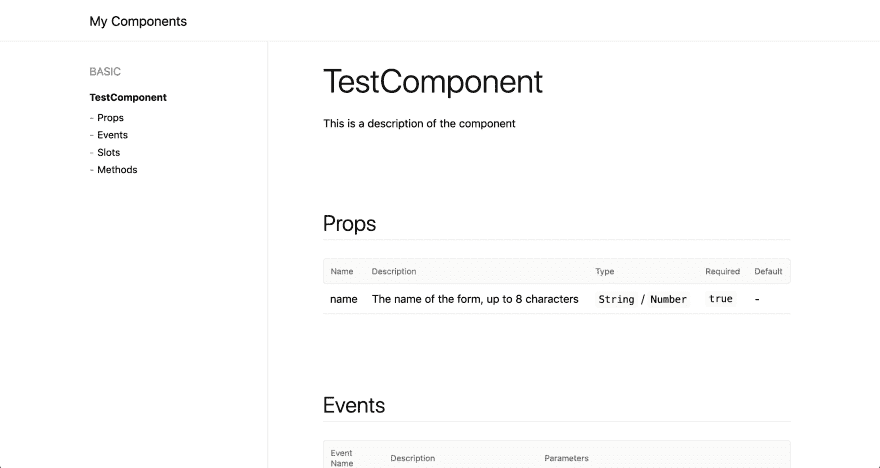 My Components
BASIC
TestComponent
- Props
- Events
- Slots
- Methods
TestComponent
This is a description of the component
Props
Name Description Type Required Default
name The name of the form, up to 8 characters String / Number true -
Events
Event Name Description Parameters